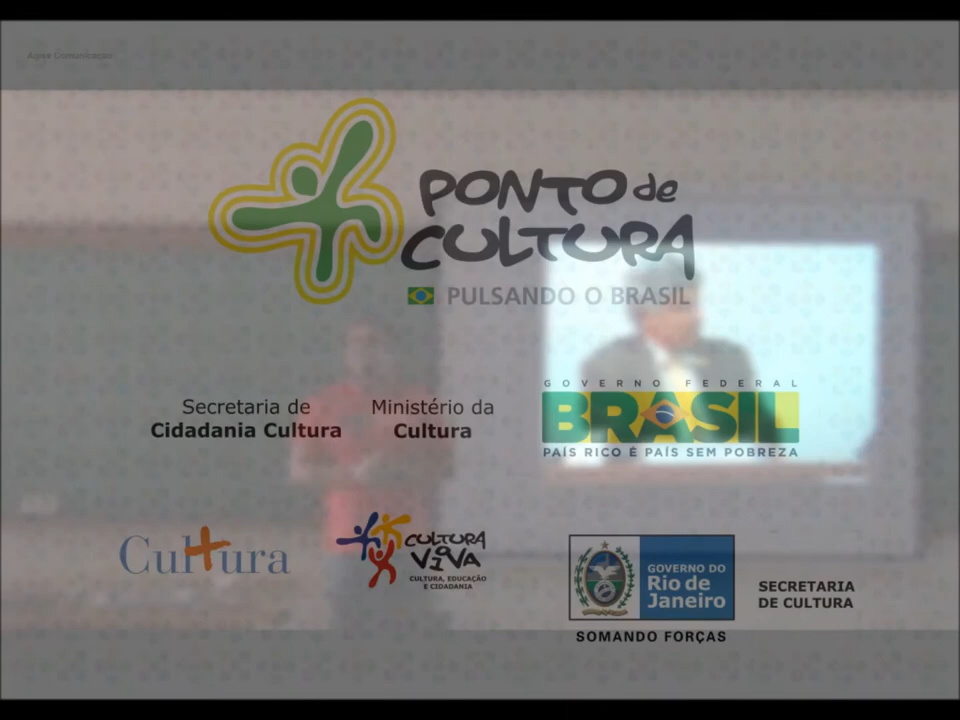 PONTO de
CULTURA
PULSANDO O BRASIL
GOVERNO FEDERAL
BRASIL
PAÍS RICO É PAÍS SEM POBREZA
Secretaria de
Cidadania Cultura
Ministério da
Cultura
Cultura
CULTURA
VIVA
CULTURA, EDUCAÇÃO
E CIDADANIA
GOVERNO DO
Rio de
Janeiro
SOMANDO FORÇAS
SECRETARIA
DE CULTURA